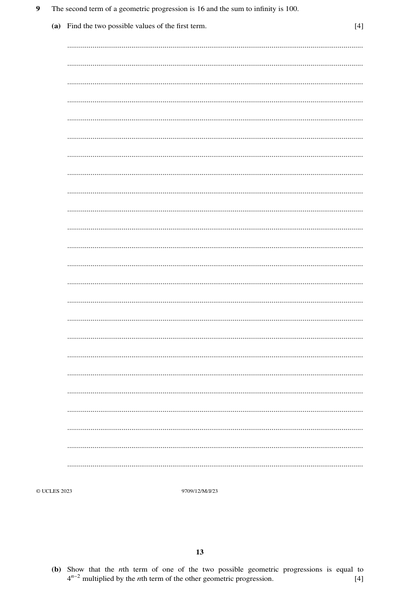 9 The second term of a geometric progression is 16 and the sum to infinity is 100.
(a) Find the two possible values of the first term. [4]
© UCLES 2023 9709/12/M/J/23
13
(b) Show that the nth term of one of the two possible geometric progressions is equal to
4ⁿ⁻² multiplied by the nth term of the other geometric progression. [4]